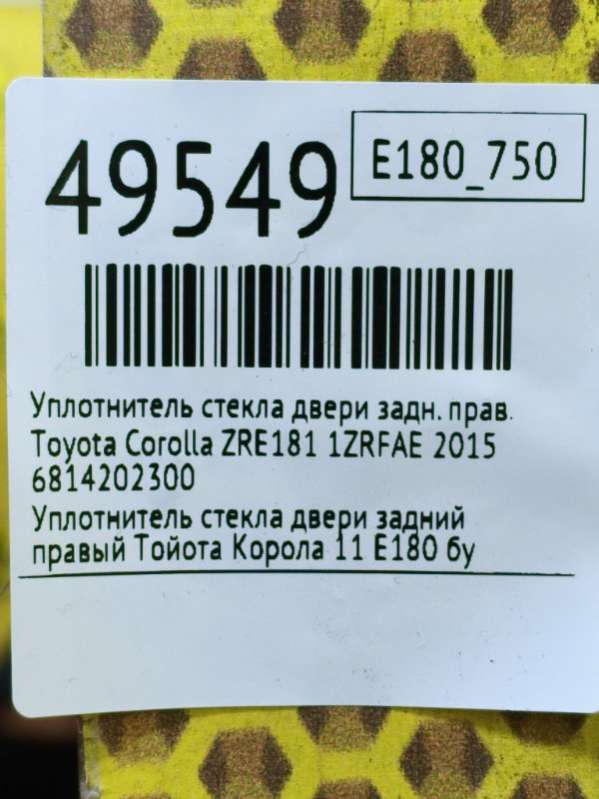 49549
E180_750
Уплотнитель стекла двери задн. прав.
Toyota Corolla ZRE181 1ZRFAE 2015
6814202300
Уплотнитель стекла двери задний
правый Тойота Корола 11 E180 бу